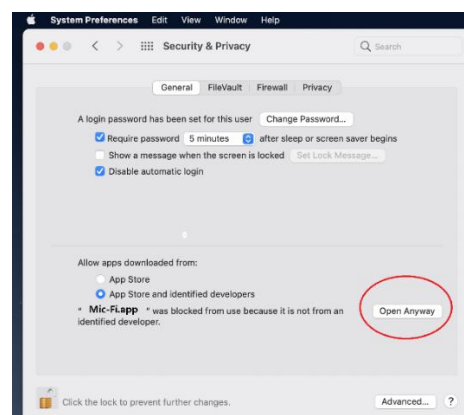 System Preferences Edit View Window Help
Security & Privacy
Search
General FileVault Firewall Privacy
A login password has been set for this user Change Password...
Require password 5 minutes after sleep or screen saver begins
Show a message when the screen is locked Set Lock Message...
Disable automatic login
Allow apps downloaded from:
App Store
App Store and identified developers
" Mic-Fi.app " was blocked from use because it is not from an
identified developer.
Open Anyway
Click the lock to prevent further changes.
Advanced... ?